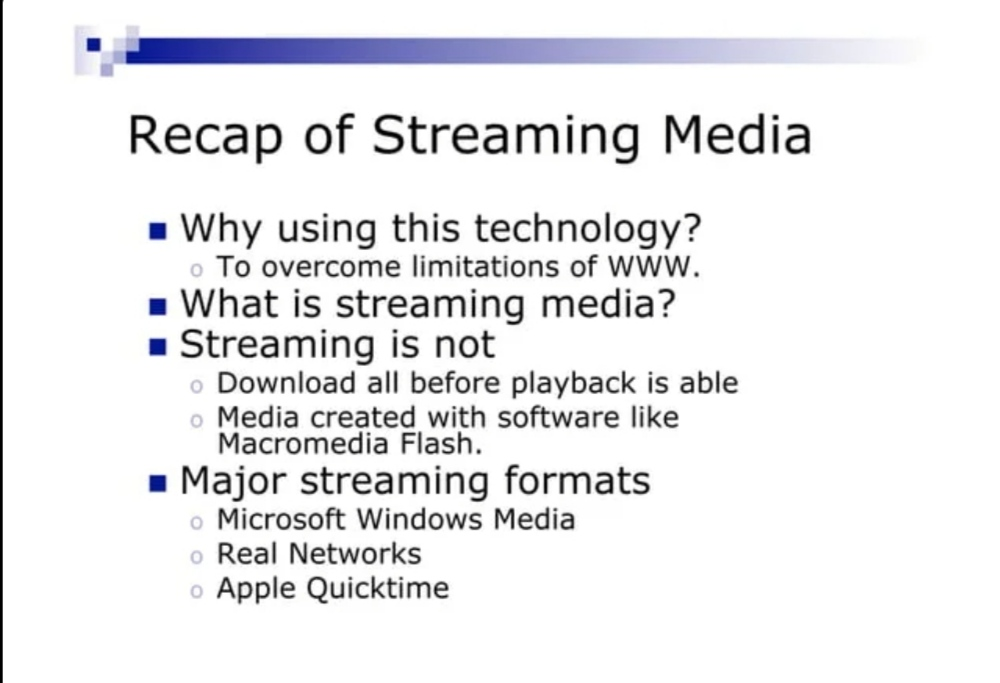 Recap of Streaming Media
Why using this technology?
o To overcome limitations of WWW.
What is streaming media?
Streaming is not
o Download all before playback is able
o Media created with software like
Macromedia Flash.
Major streaming formats
o Microsoft Windows Media
o Real Networks
o Apple Quicktime